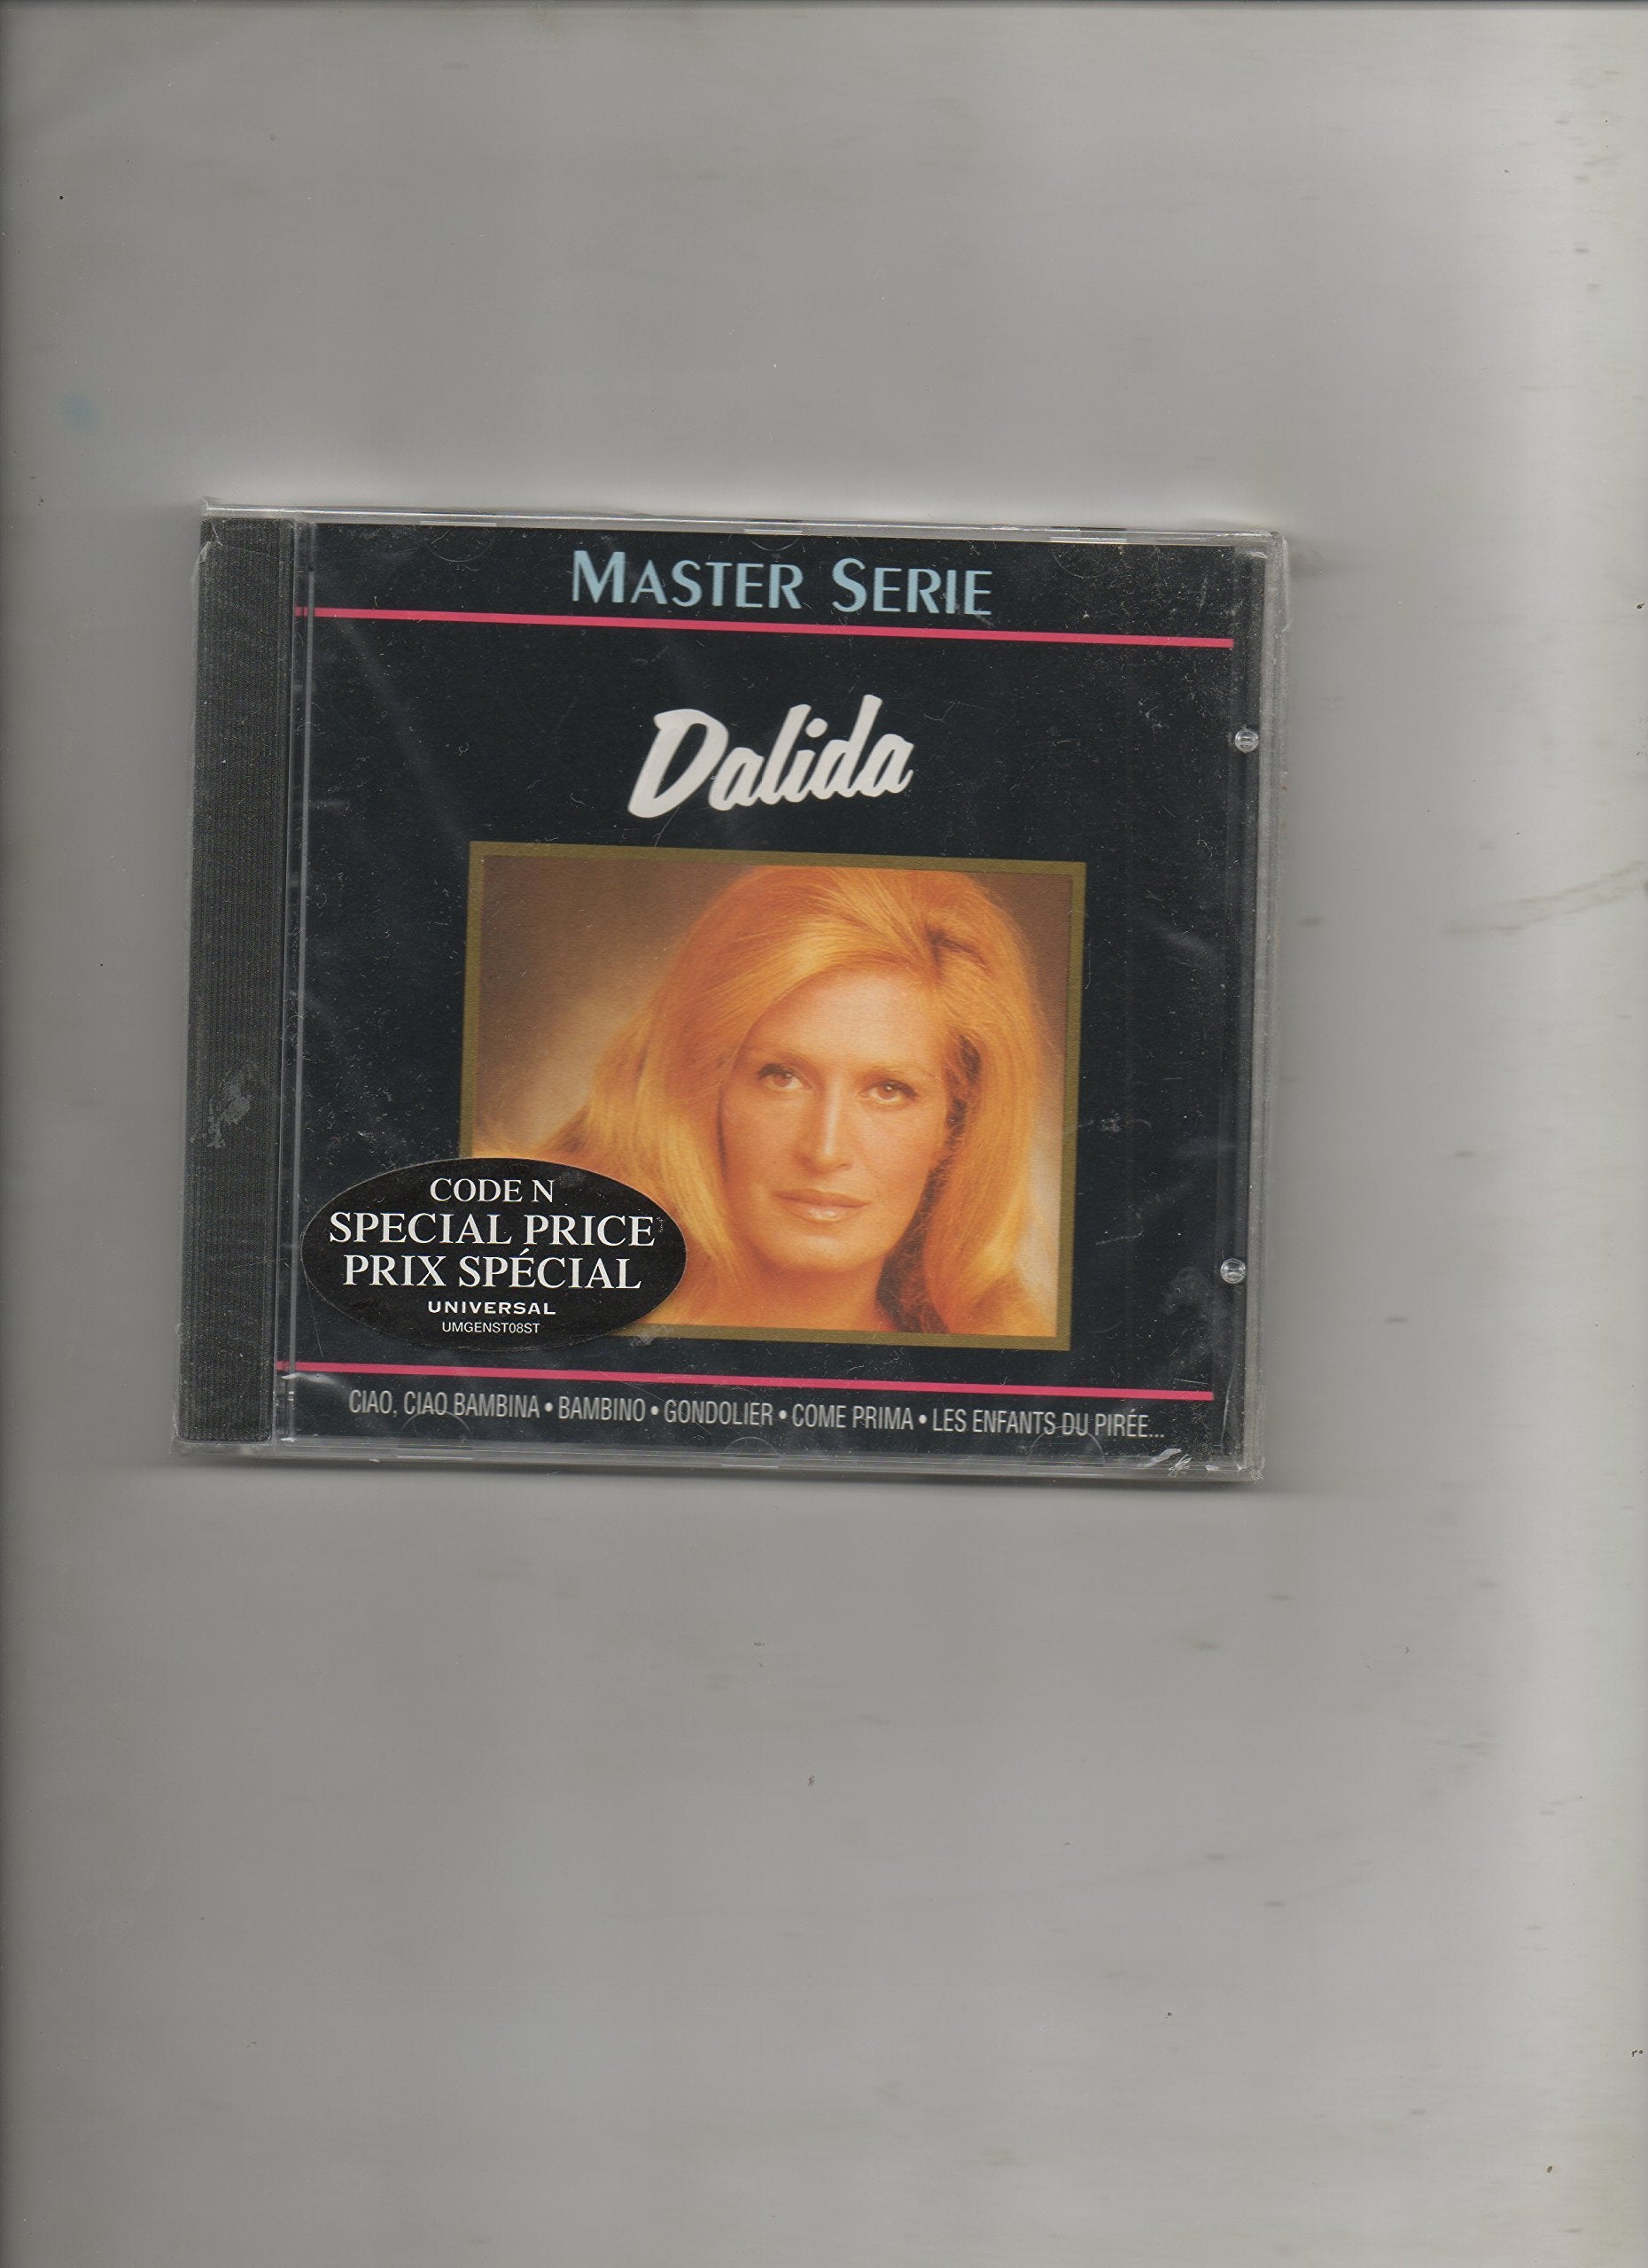 MASTER SERIE
Dalida
CODE N
SPECIAL PRICE
PRIX SPÉCIAL
UNIVERSAL
UMGENST08ST
CIAO, CIAO BAMBINA • BAMBINO • GONDOLIER • COME PRIMA • LES ENFANTS DU PIRÉE...